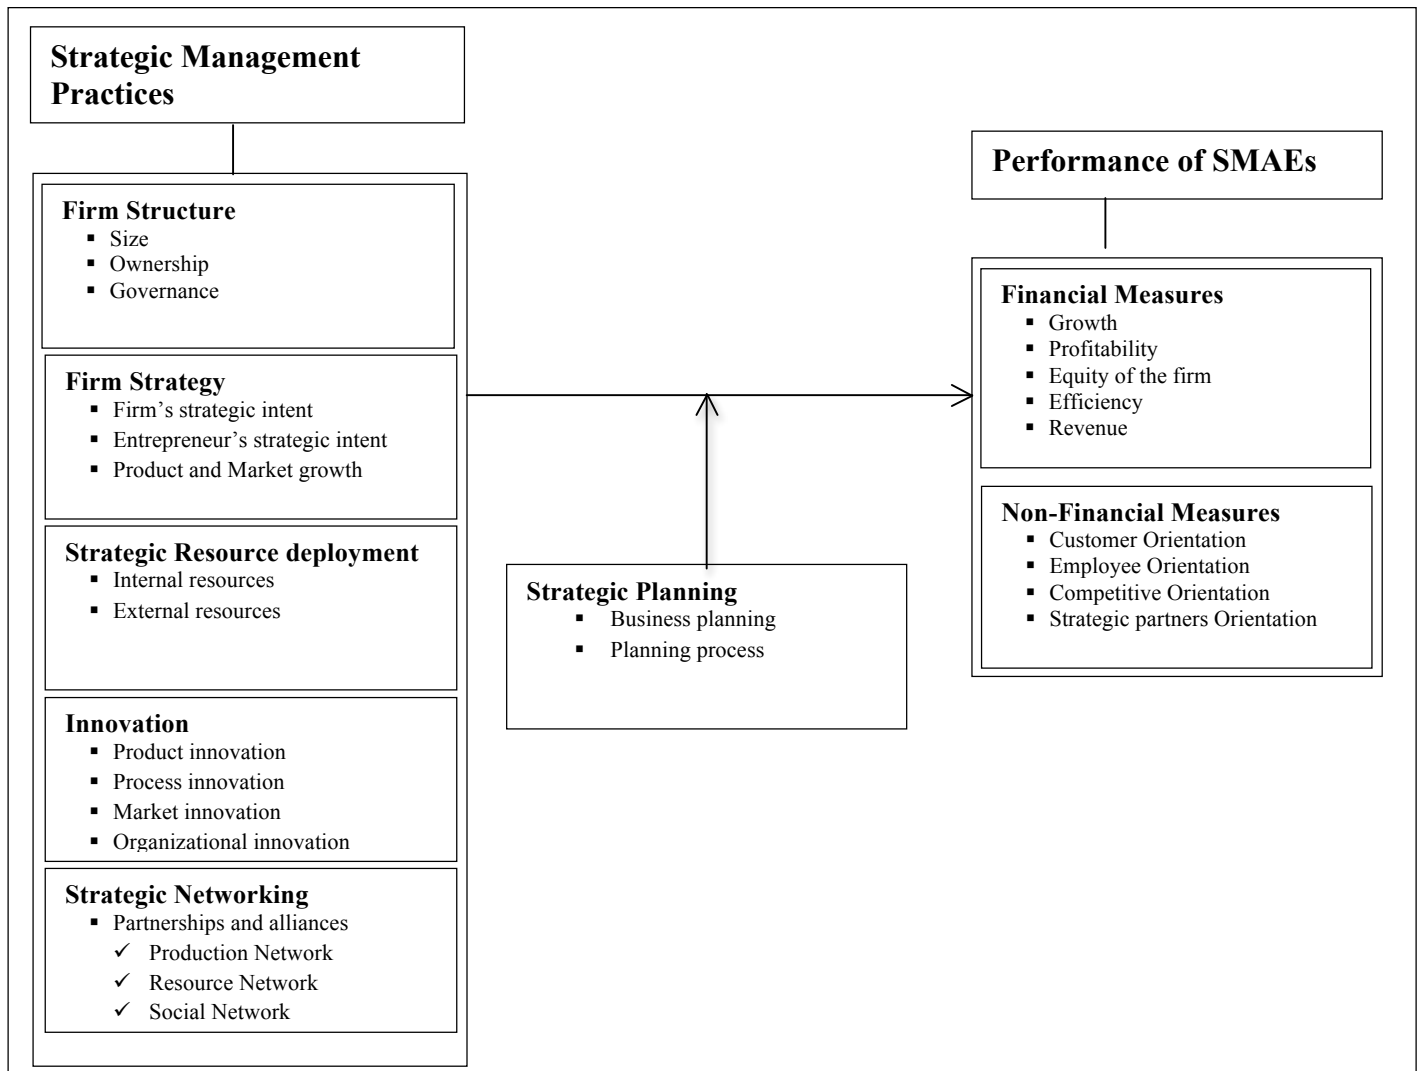 Strategic Management
Practices
Firm Structure
▪ Size
▪ Ownership
▪ Governance
Firm Strategy
▪ Firm’s strategic intent
▪ Entrepreneur’s strategic intent
▪ Product and Market growth
Strategic Resource deployment
▪ Internal resources
▪ External resources
Innovation
▪ Product innovation
▪ Process innovation
▪ Market innovation
▪ Organizational innovation
Strategic Networking
▪ Partnerships and alliances
✓ Production Network
✓ Resource Network
✓ Social Network
Strategic Planning
▪ Business planning
▪ Planning process
Performance of SMAEs
Financial Measures
▪ Growth
▪ Profitability
▪ Equity of the firm
▪ Efficiency
▪ Revenue
Non-Financial Measures
▪ Customer Orientation
▪ Employee Orientation
▪ Competitive Orientation
▪ Strategic partners Orientation